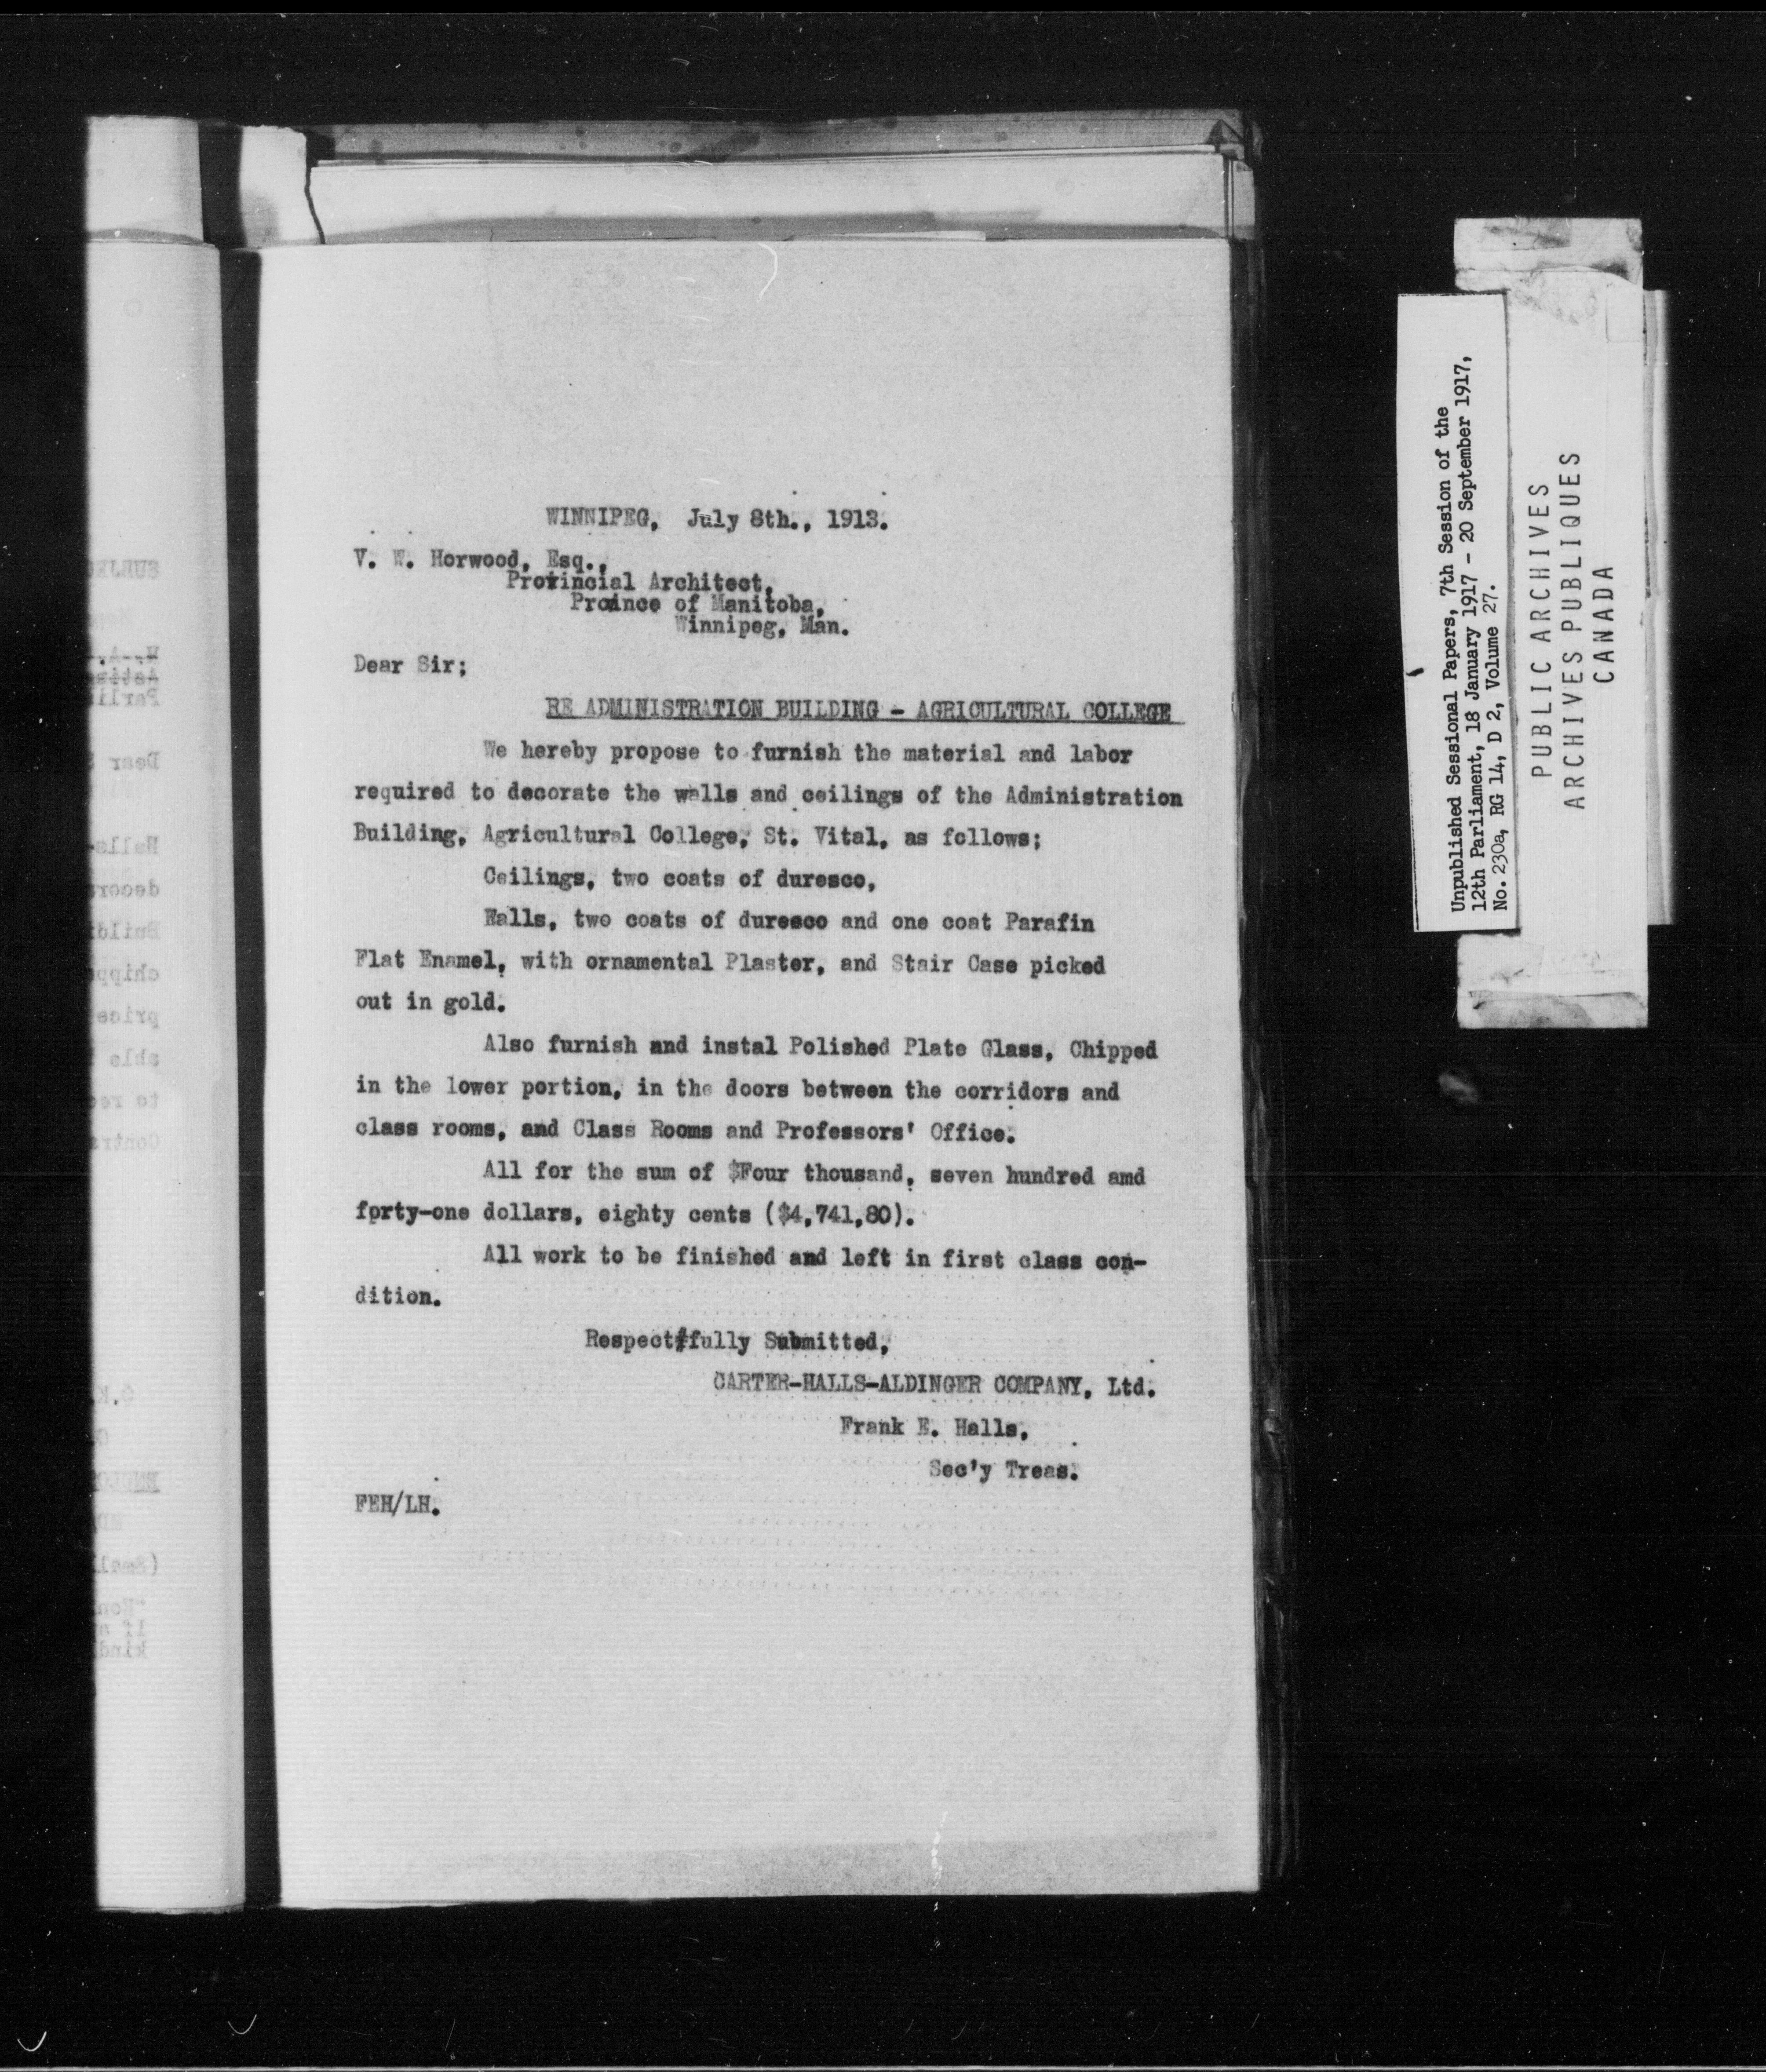 WINNIPEG, July 8th., 1913.
V. W. Horwood, Esq.,
Provincial Architect,
Proince of Manitoba,
Winnipeg, Man.
Dear Sir;
RE ADMINISTRATION BUILDING - AGRICULTURAL COLLEGE
We hereby propose to furnish the material and labor
required to decorate the walls and ceilings of the Administration
Building, Agricultural College, St. Vital, as follows;
Ceilings, two coats of duresco,
Walls, two coats of duresco and one coat Parafin
Flat Enamel, with ornamental Plaster, and Stair Case picked
out in gold.
Also furnish and instal Polished Plate Glass, Chipped
in the lower portion, in the doors between the corridors and
class rooms, and Class Rooms and Professors' Office.
All for the sum of $Four thousand, seven hundred amd
forty-one dollars, eighty cents ($4,741,80).
All work to be finished and left in first class con-
dition.
Respectfully Submitted,
CARTER-HALLS-ALDINGER COMPANY, Ltd.
Frank E. Halls,
Sec'y Treas.
FEH/LH.
Unpublished Sessional Papers, 7th Session of the
12th Parliament, 18 January 1917 - 20 September 1917,
No. 230a, RG 14, D 2, Volume 27.
PUBLIC ARCHIVES
ARCHIVES PUBLIQUES
CANADA